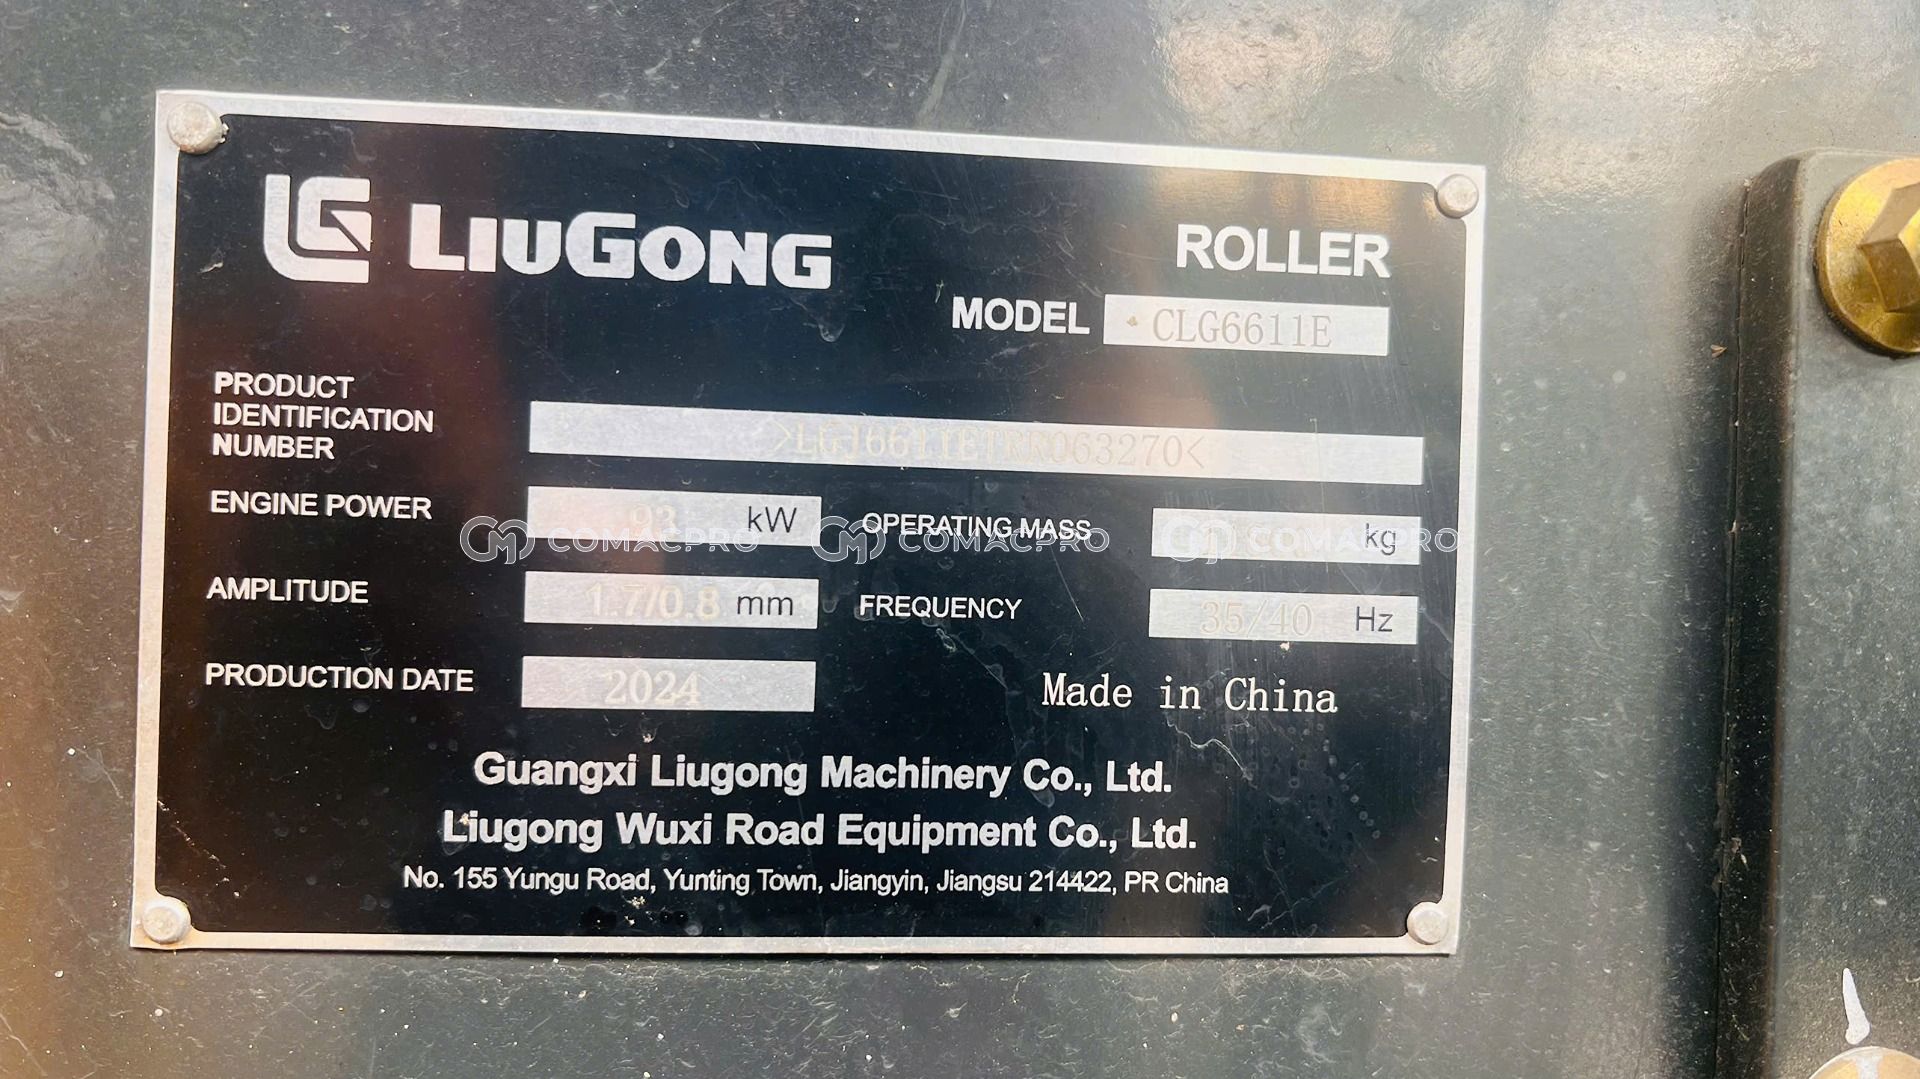 LIUGONG
ROLLER
MODEL CLG6611E
PRODUCT
IDENTIFICATION
NUMBER
ENGINE POWER 93 kW OPERATING MASS kg
AMPLITUDE 1.7/0.8 mm FREQUENCY 35/40 Hz
PRODUCTION DATE 2024
Made in China
Guangxi Liugong Machinery Co., Ltd.
Liugong Wuxi Road Equipment Co., Ltd.
No. 155 Yungu Road, Yunting Town, Jiangyin, Jiangsu 214422, PR China
COMACPRO COMACPRO COMACPRO